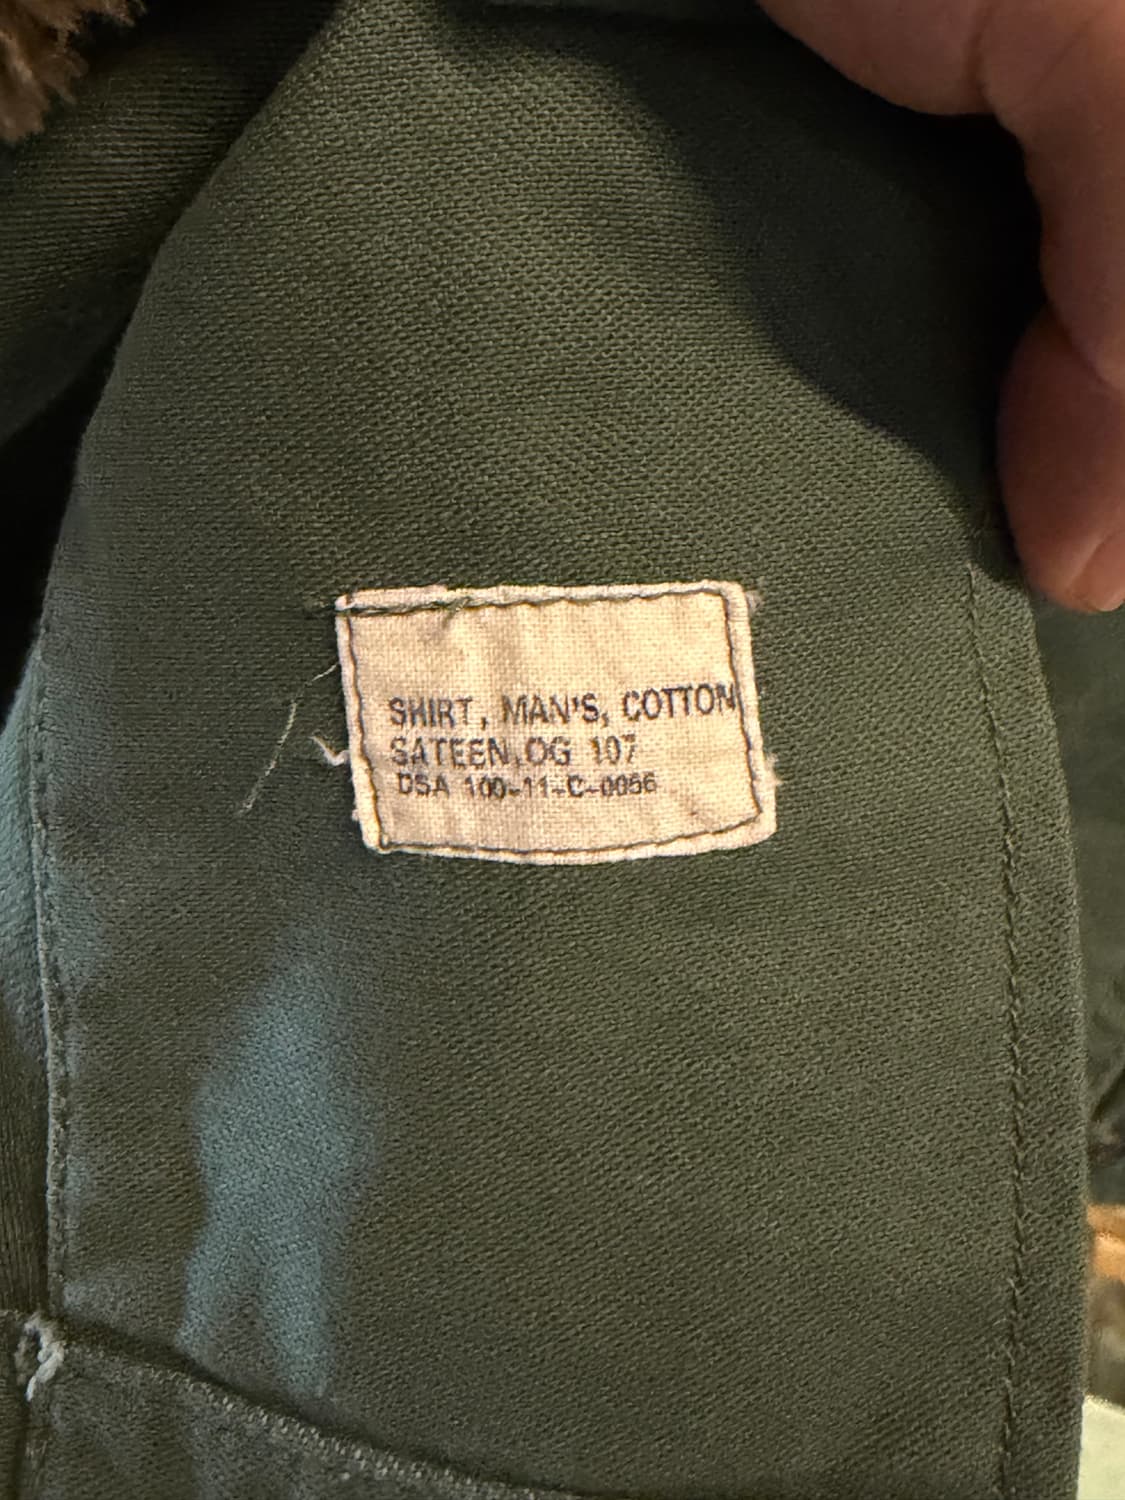 SHIRT, MAN'S, COTTON
SATEEN, OG 107
DSA 100-11-C-0056